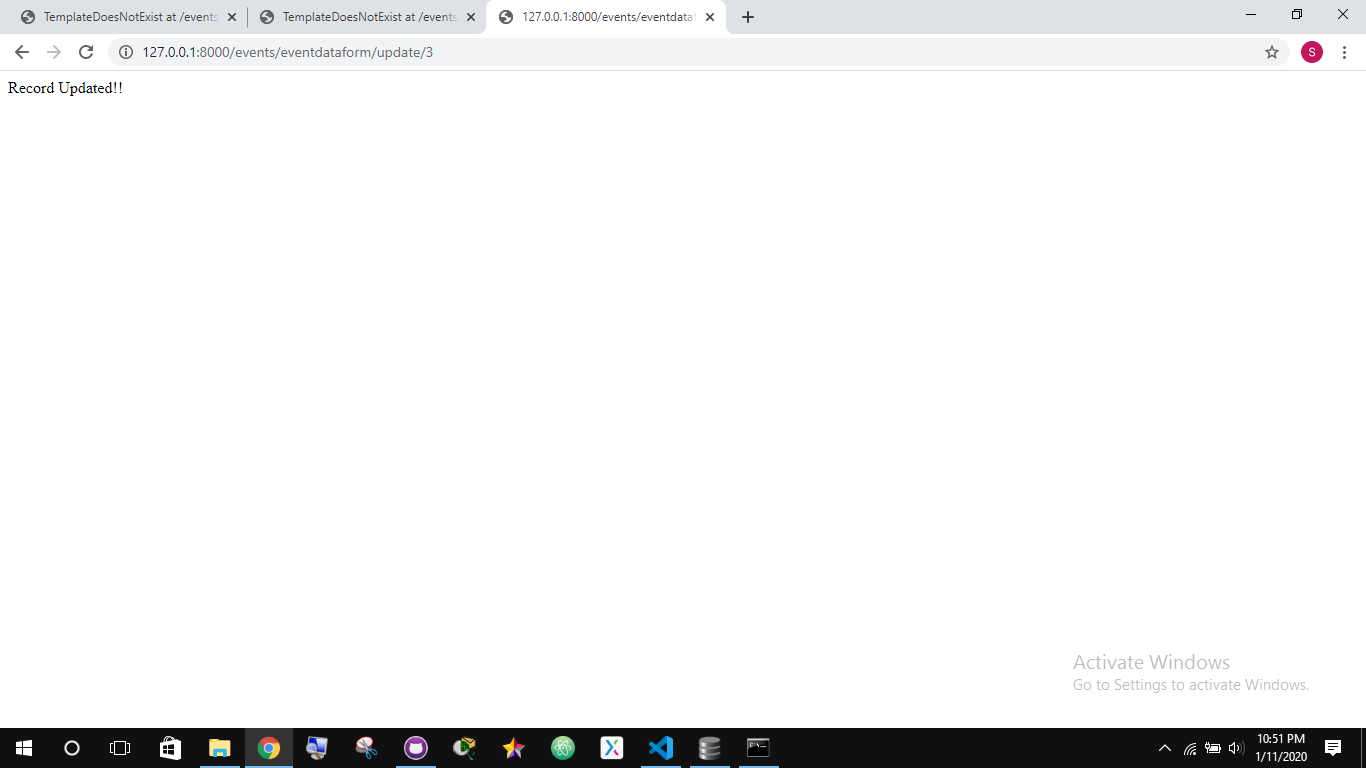 TemplateDoesNotExist at /events
TemplateDoesNotExist at /events
127.0.0.1:8000/events/eventdataf
127.0.0.1:8000/events/eventdataform/update/3
S
Record Updated!!
Activate Windows
Go to Settings to activate Windows.
10:51 PM
1/11/2020